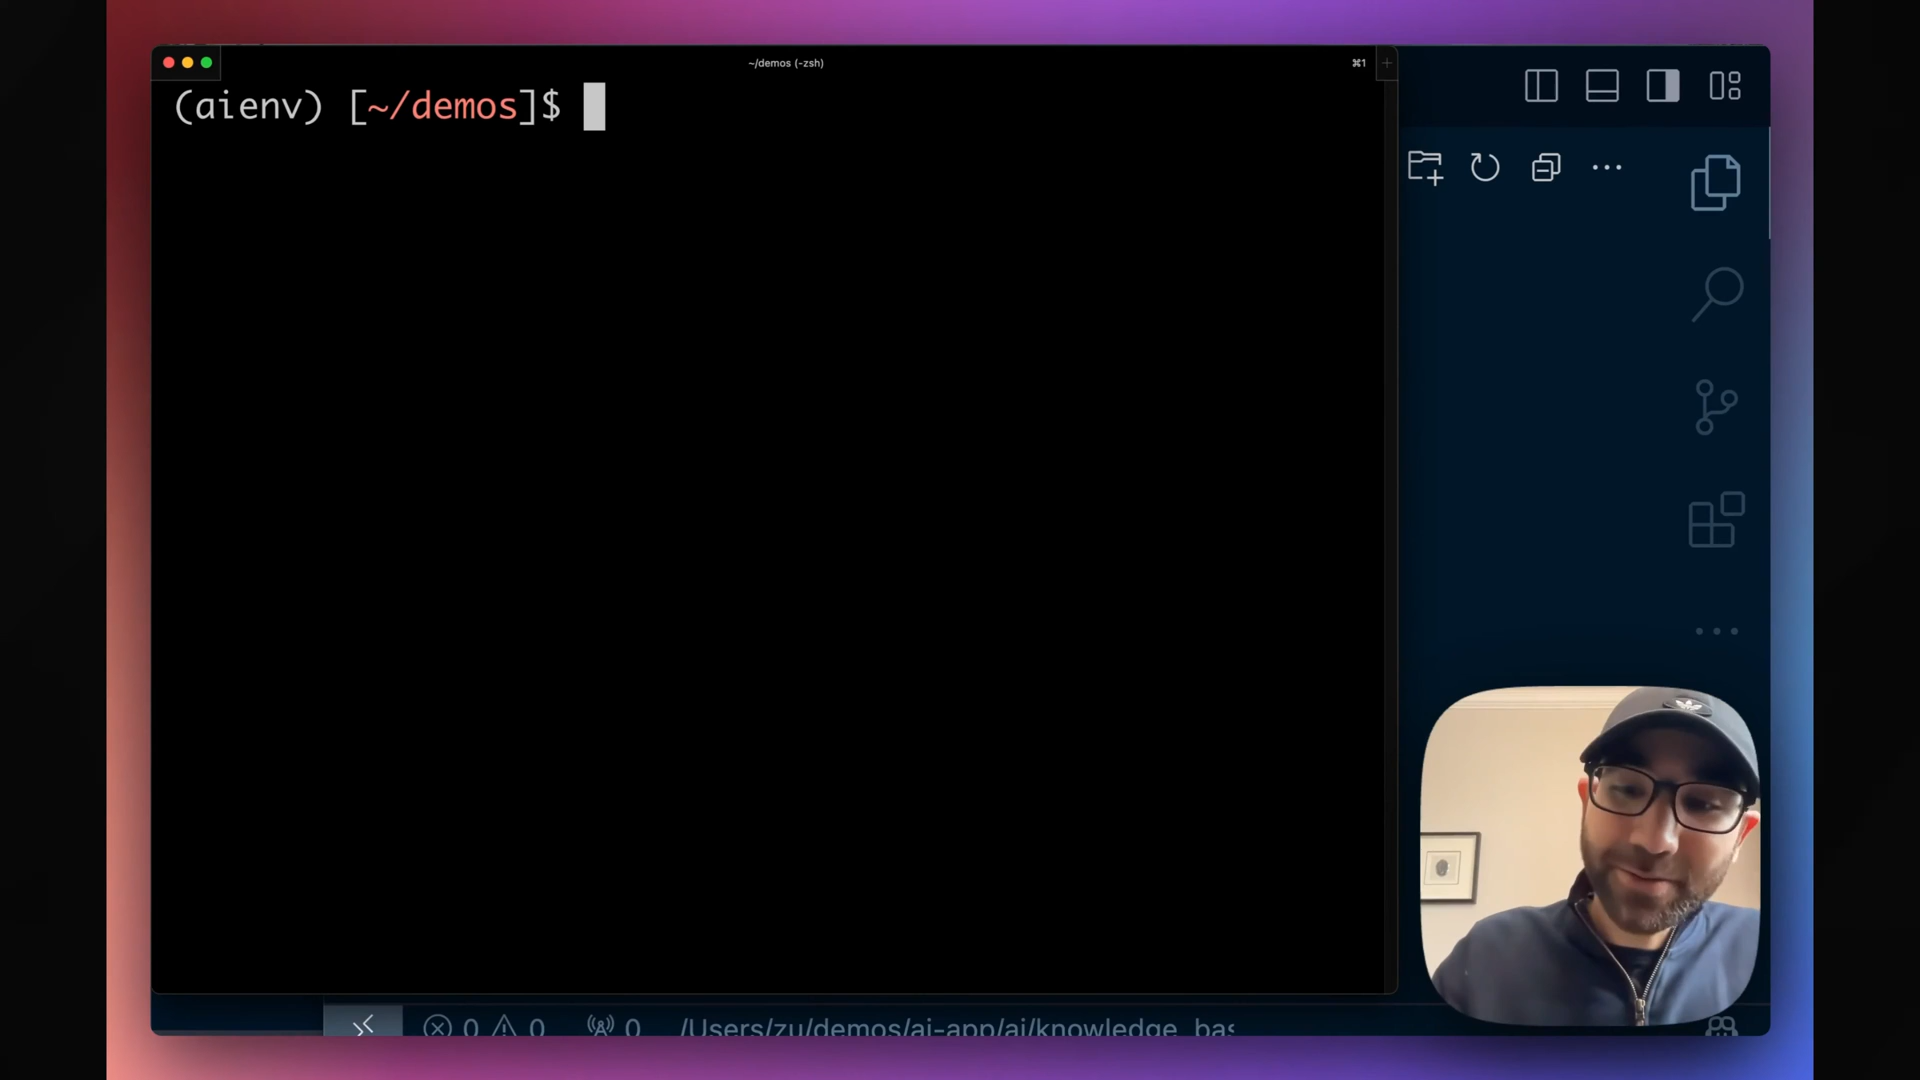 ~/demos (-zsh)
⌘1
(aienv) [~/demos]$
0 0 0 /Users/zu/demos/ai-app/ai/knowledge_bas